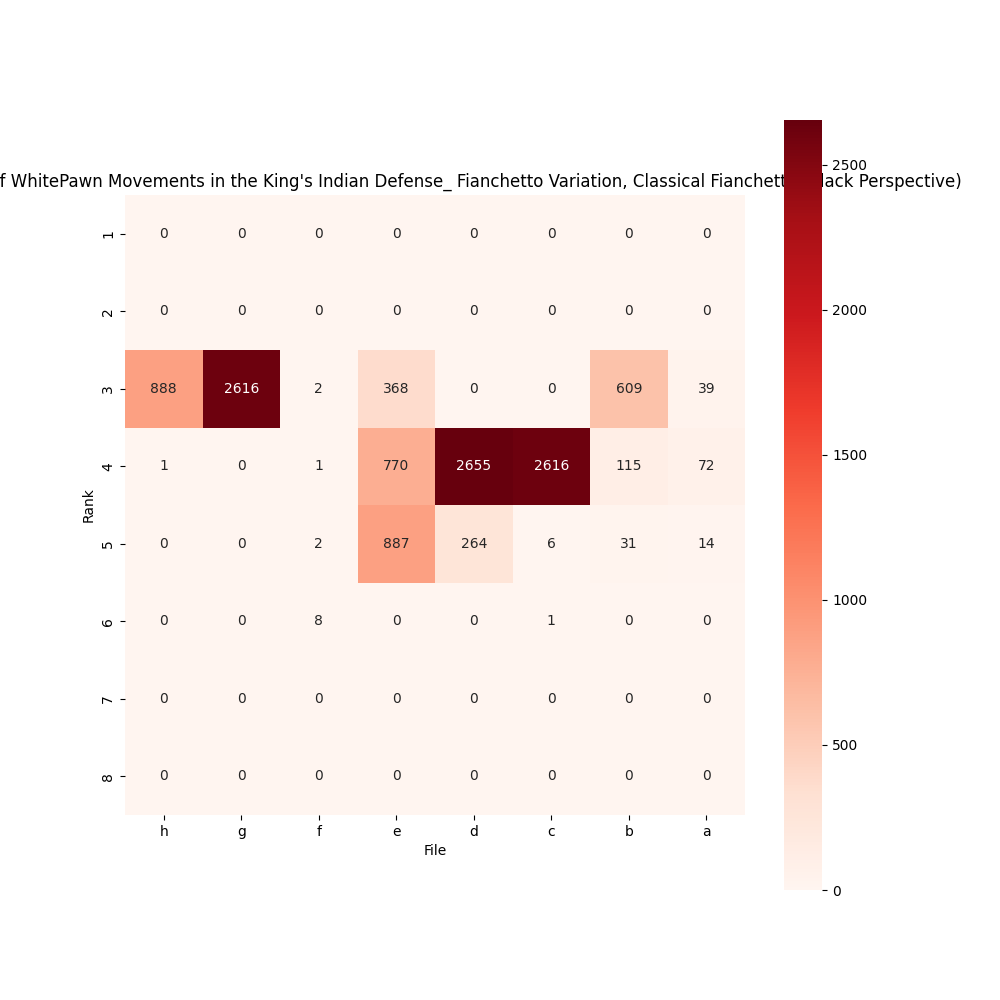 f WhitePawn Movements in the King's Indian Defense_ Fianchetto Variation, Classical Perspective)
2500
1 0 0 0 0 0 0 0 0
2 0 0 0 0 0 0 0 0
2000
3 888 2616 2 368 0 0 609 39
1500
4 1 0 1 770 2655 2616 115 72
Rank
5 0 0 2 887 264 6 31 14
1000
6 0 0 8 0 0 1 0 0
7 0 0 0 0 0 0 0 0
500
8 0 0 0 0 0 0 0 0
h g f e d c b a
File
0